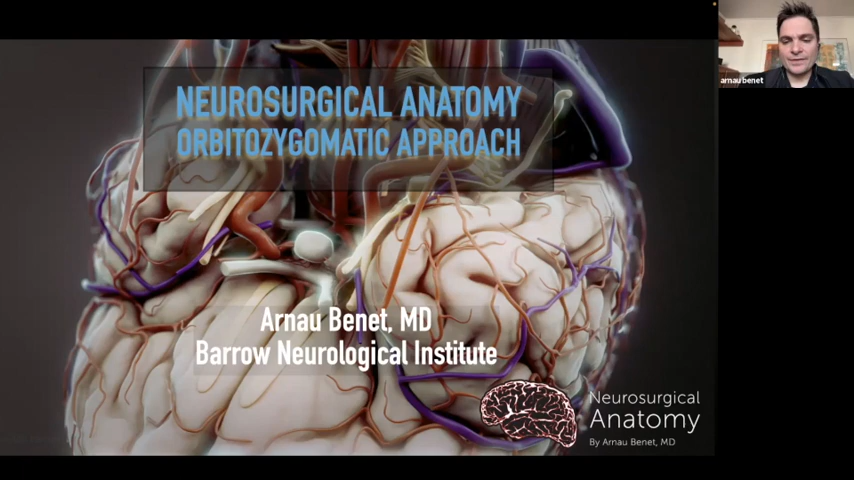 NEUROSURGICAL ANATOMY
ORBITOZYGOMATIC APPROACH
Arnau Benet, MD
Barrow Neurological Institute
Neurosurgical
Anatomy
By Arnau Benet, MD
arnau benet